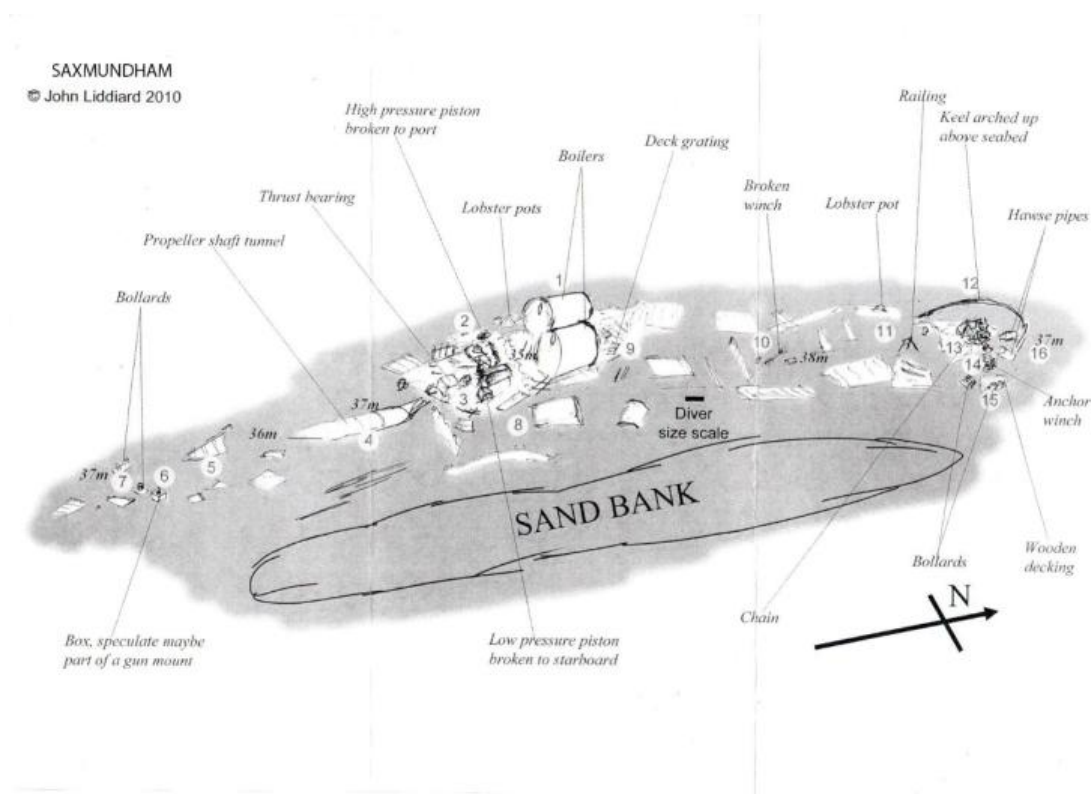 SAXMUNDHAM
© John Liddiard 2010
High pressure piston
broken to port
Railing
Keel arched up
above seabed
Boilers
Deck grating
Thrust bearing
Lobster pots
Broken
winch
Lobster pot
Hawse pipes
Propeller shaft tunnel
Bollards
1
12
2
35m
9
10
38m
11
13
37m
16
14
3
37m
4
8
Diver
size scale
15
Anchor
winch
36m
5
37m
7
6
SAND BANK
Bollards
Wooden
decking
Chain
N
Box, speculate maybe
part of a gun mount
Low pressure piston
broken to starboard